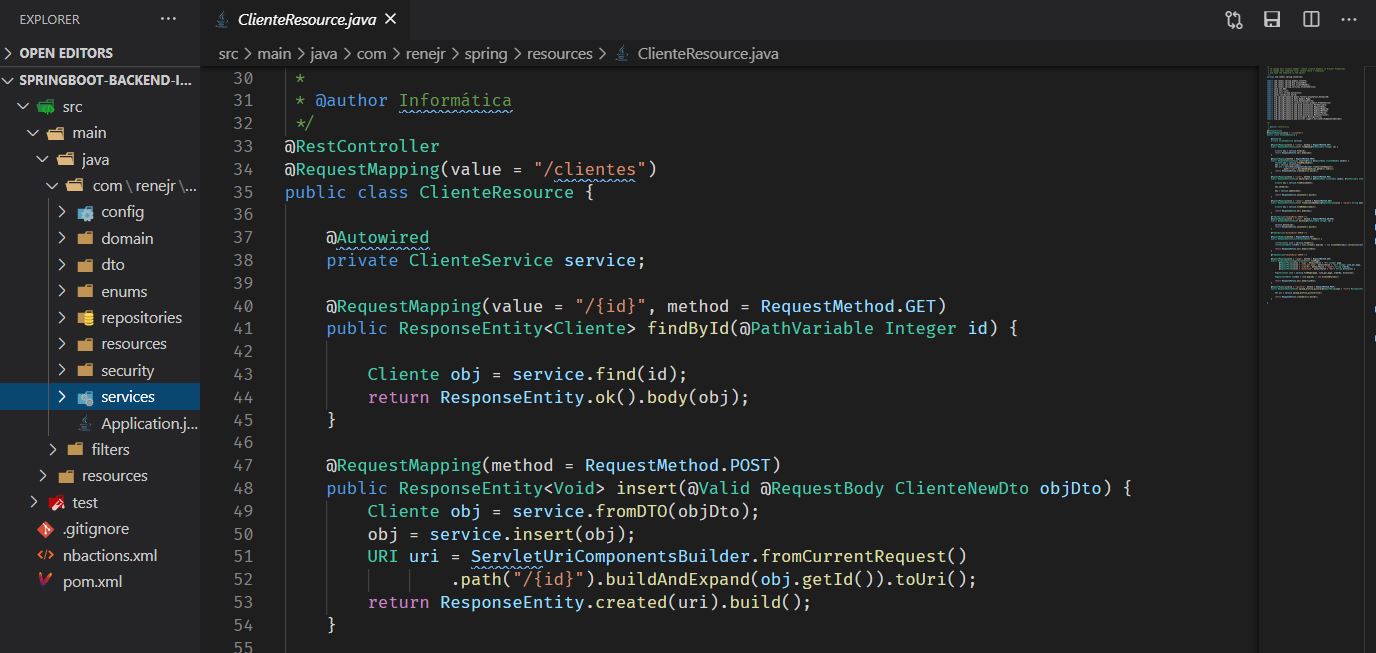 EXPLORER
OPEN EDITORS
SPRINGBOOT-BACKEND-I...
src
main
java
com \ renejr \ ...
config
domain
dto
enums
repositories
resources
security
services
Application.j...
filters
resources
test
.gitignore
nbactions.xml
pom.xml
ClienteResource.java
src > main > java > com > renejr > spring > resources > ClienteResource.java
30 *
31 * @author Informática
32 */
33 @RestController
34 @RequestMapping(value = "/clientes")
35 public class ClienteResource {
36
37 @Autowired
38 private ClienteService service;
39
40 @RequestMapping(value = "/{id}", method = RequestMethod.GET)
41 public ResponseEntity<Cliente> findById(@PathVariable Integer id) {
42
43 Cliente obj = service.find(id);
44 return ResponseEntity.ok().body(obj);
45 }
46
47 @RequestMapping(method = RequestMethod.POST)
48 public ResponseEntity<Void> insert(@Valid @RequestBody ClienteNewDto objDto) {
49 Cliente obj = service.fromDTO(objDto);
50 obj = service.insert(obj);
51 URI uri = ServletUriComponentsBuilder.fromCurrentRequest()
52 .path("/{id}").buildAndExpand(obj.getId()).toUri();
53 return ResponseEntity.created(uri).build();
54 }
55